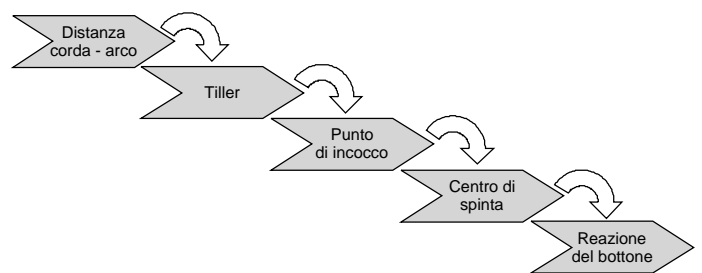 Distanza
corda - arco
Tiller
Punto
di incocco
Centro di
spinta
Reazione
del bottone